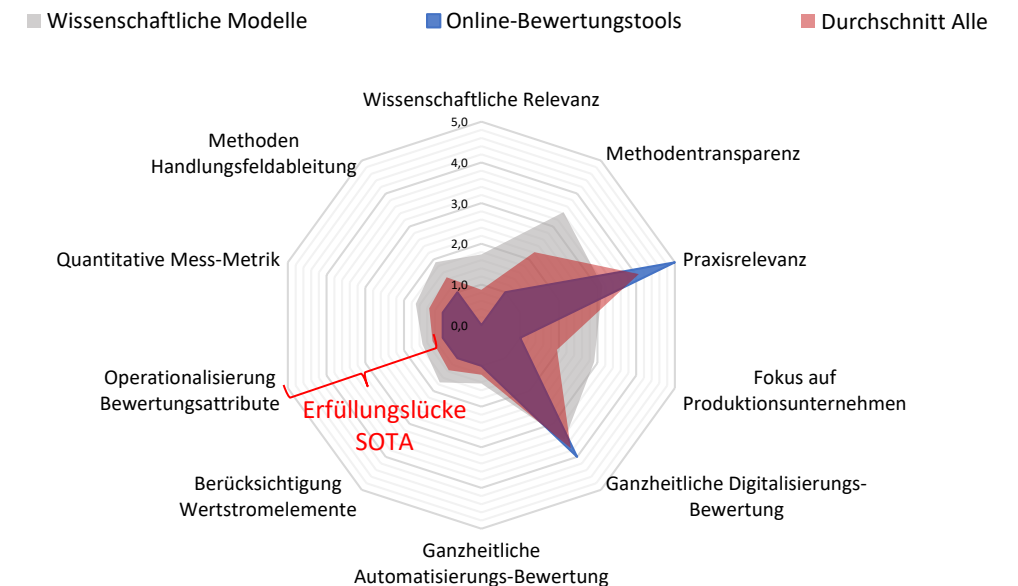 Wissenschaftliche Modelle
Online-Bewertungstools
Durchschnitt Alle
Wissenschaftliche Relevanz
Methodentransparenz
Praxisrelevanz
Fokus auf
Produktionsunternehmen
Ganzheitliche Digitalisierungs-
Bewertung
Ganzheitliche
Automatisierungs-Bewertung
Berücksichtigung
Wertstromelemente
Operationalisierung
Bewertungsattribute
Quantitative Mess-Metrik
Methoden
Handlungsfeldableitung
5,0
4,0
3,0
2,0
1,0
0,0
Erfüllungslücke
SOTA